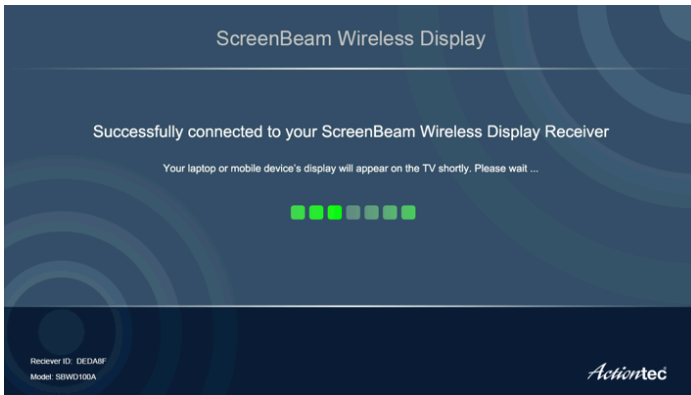 ScreenBeam Wireless Display
Successfully connected to your ScreenBeam Wireless Display Receiver
Your laptop or mobile device's display will appear on the TV shortly. Please wait ...
Reciever ID: DEDA8F
Model: SBWD100A
Actiontec